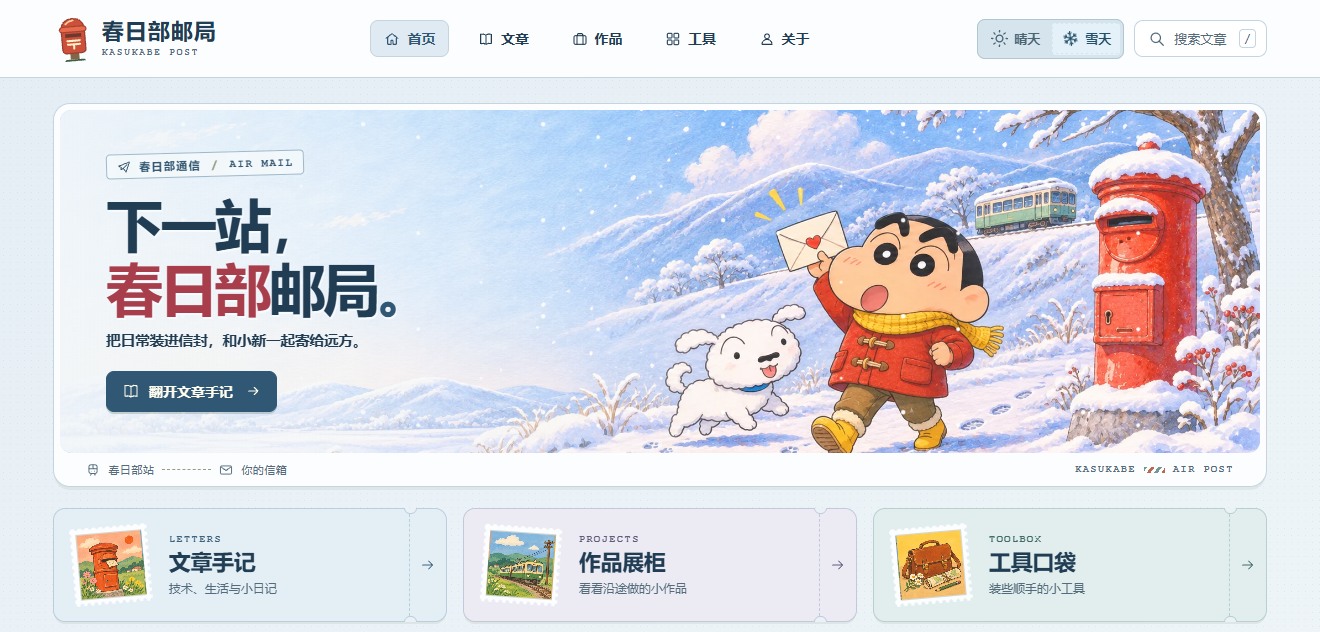 春日部邮局
KASUKABE POST
首页
文章
作品
工具
关于
晴天
雪天
搜索文章
/
春日部通信 / AIR MAIL
下一站，
春日部邮局。
把日常装进信封，和小新一起寄给远方。
翻开文章手记 →
春日部站
你的信箱
KASUKABE AIR POST
LETTERS
文章手记
技术、生活与小日记
→
PROJECTS
作品展柜
看看沿途做的小作品
→
TOOLBOX
工具口袋
装些顺手的小工具
→